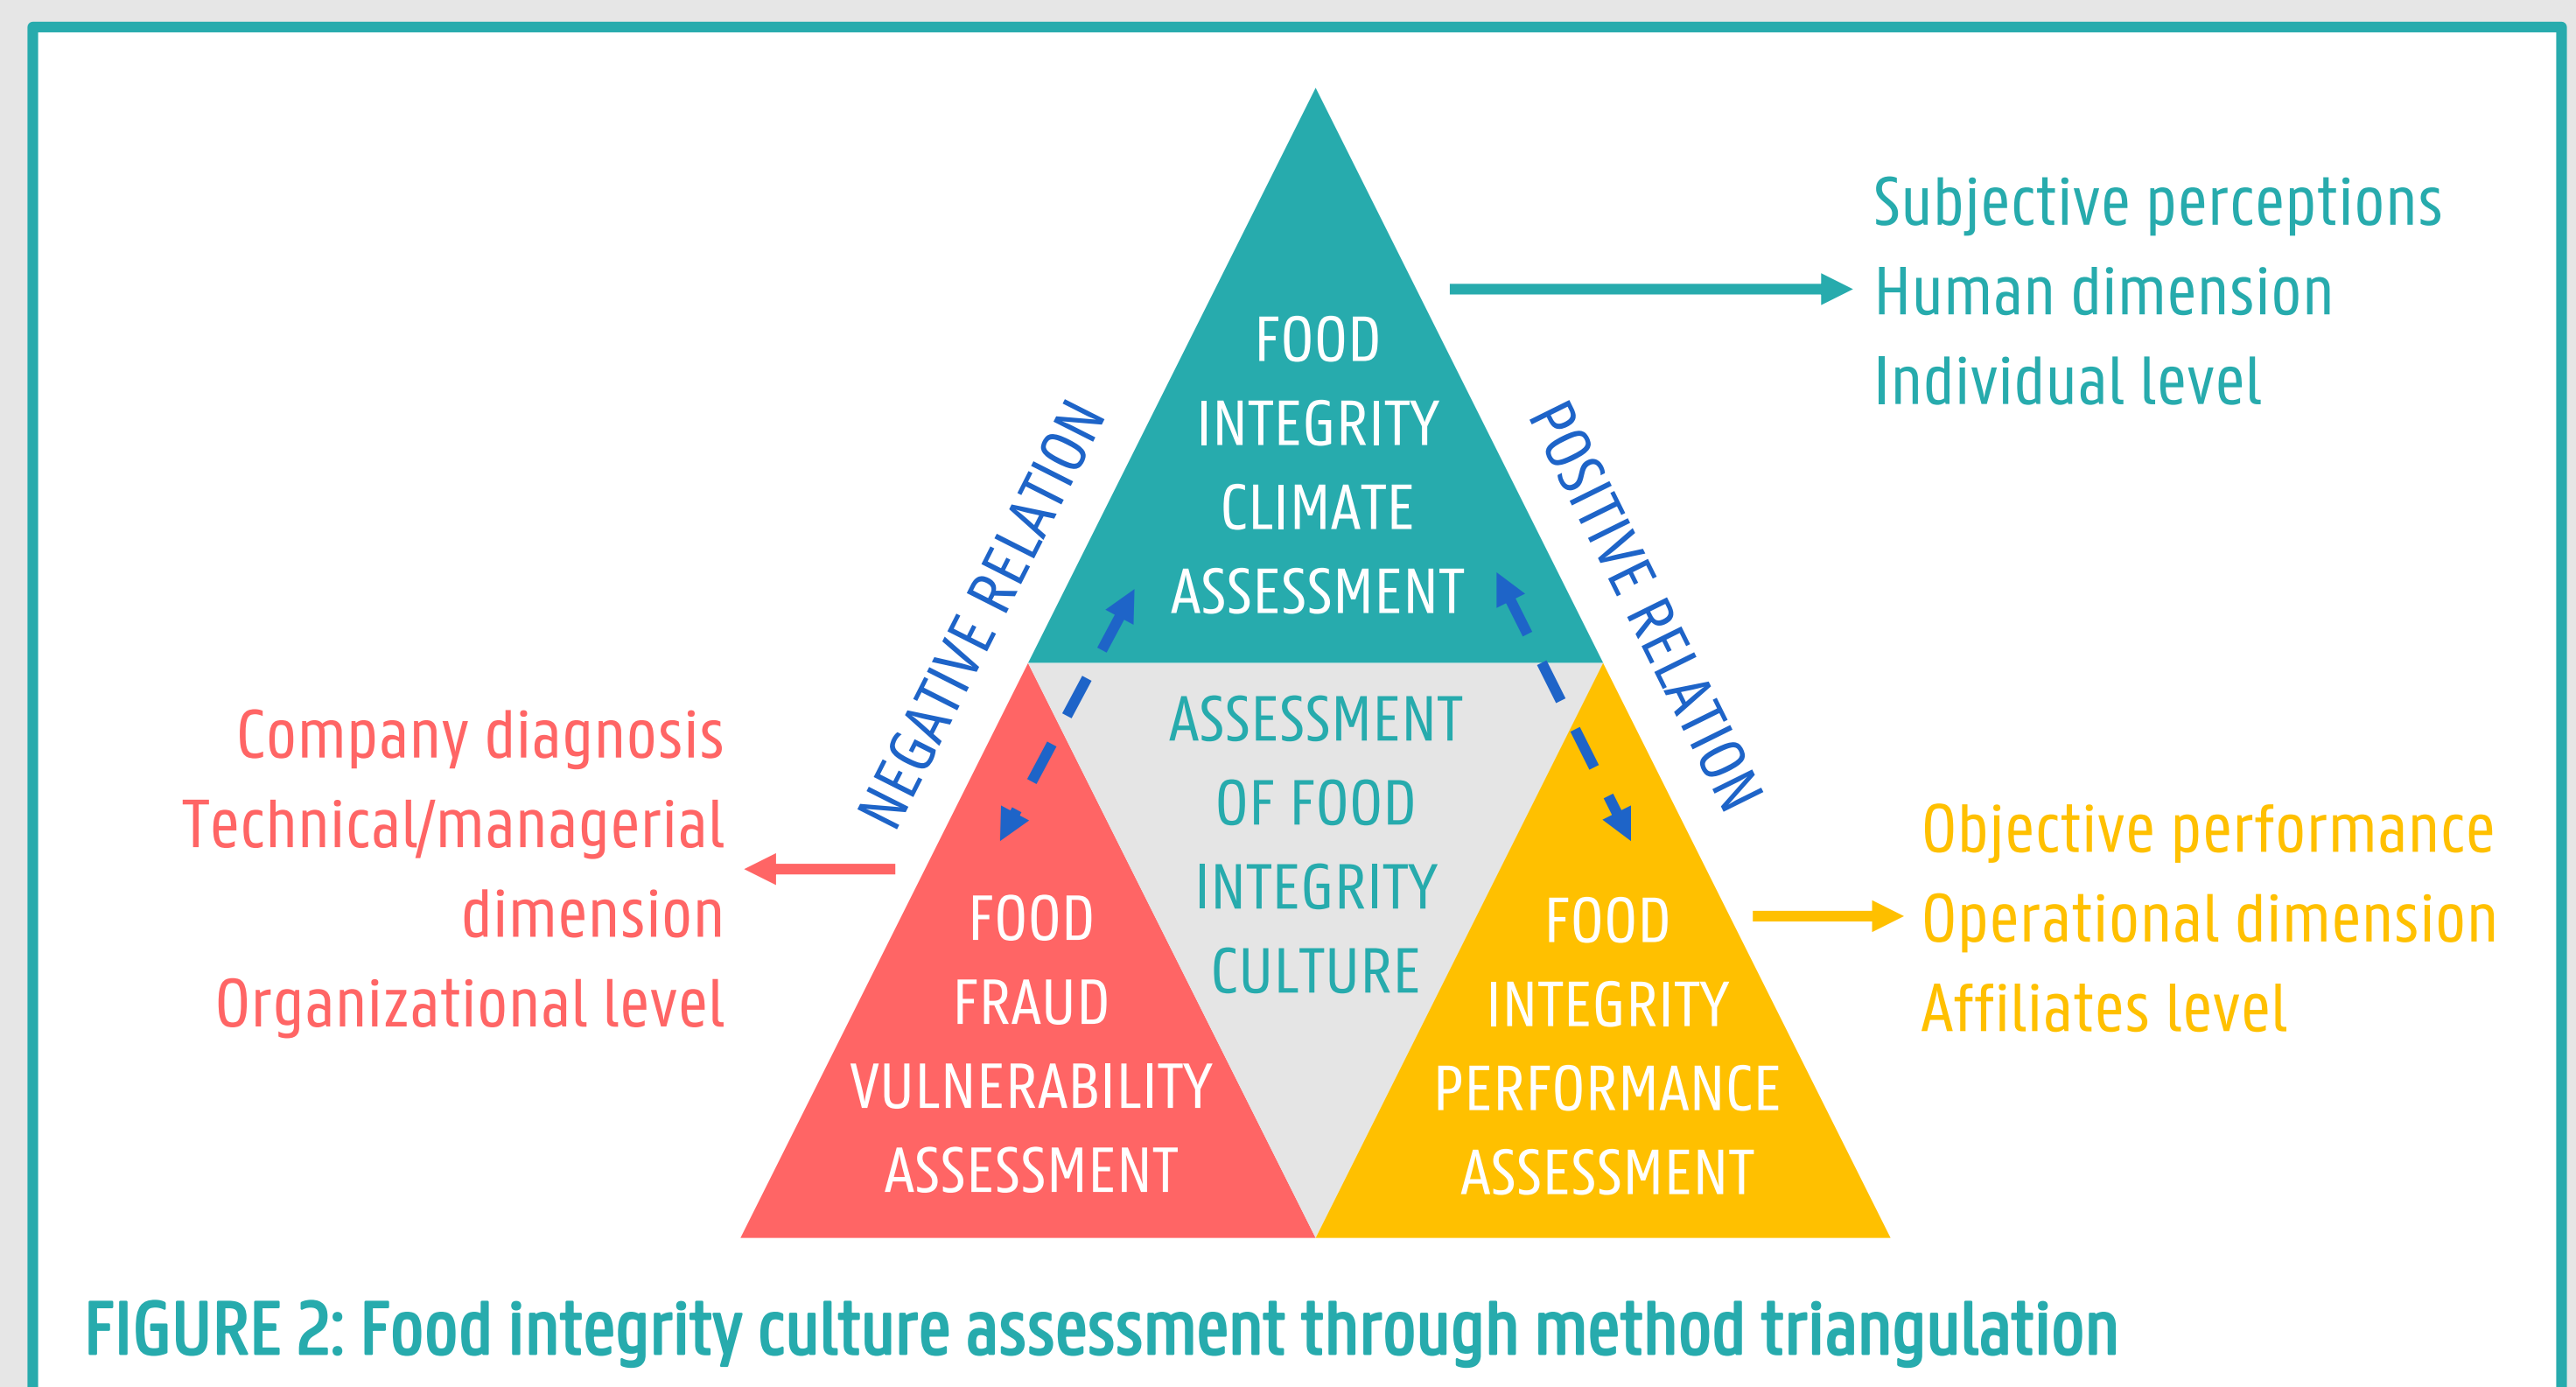 Subjective perceptions
Human dimension
Individual level
FOOD
INTEGRITY
CLIMATE
ASSESSMENT
NEGATIVE RELATION
POSITIVE RELATION
Company diagnosis
Technical/managerial
dimension
Organizational level
FOOD
FRAUD
VULNERABILITY
ASSESSMENT
ASSESSMENT
OF FOOD
INTEGRITY
CULTURE
FOOD
INTEGRITY
PERFORMANCE
ASSESSMENT
Objective performance
Operational dimension
Affiliates level
FIGURE 2: Food integrity culture assessment through method triangulation